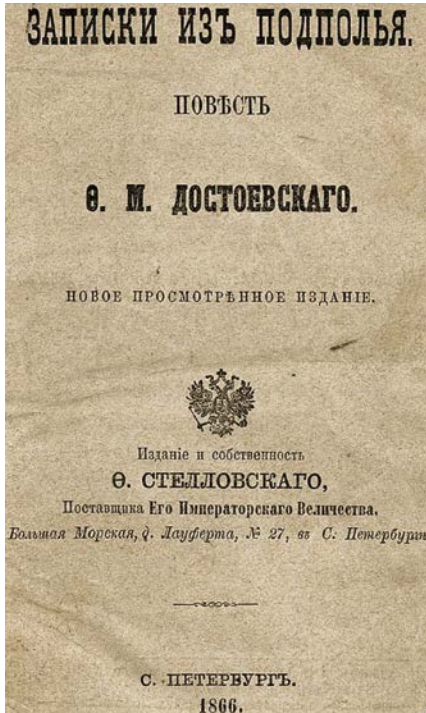 ЗАПИСКИ ИЗЪ ПОДПОЛЬЯ.
ПОВѢСТЬ
Ѳ. М. ДОСТОЕВСКАГО.
НОВОЕ ПРОСМОТРѢННОЕ ИЗДАНІЕ.
Изданіе и собственность
Ѳ. СТЕЛЛОВСКАГО,
Поставщика Его Императорскаго Величества.
Большая Морская, д. Лауферта, № 27, въ С. Петербург
С. ПЕТЕРБУРГЪ.
1866.